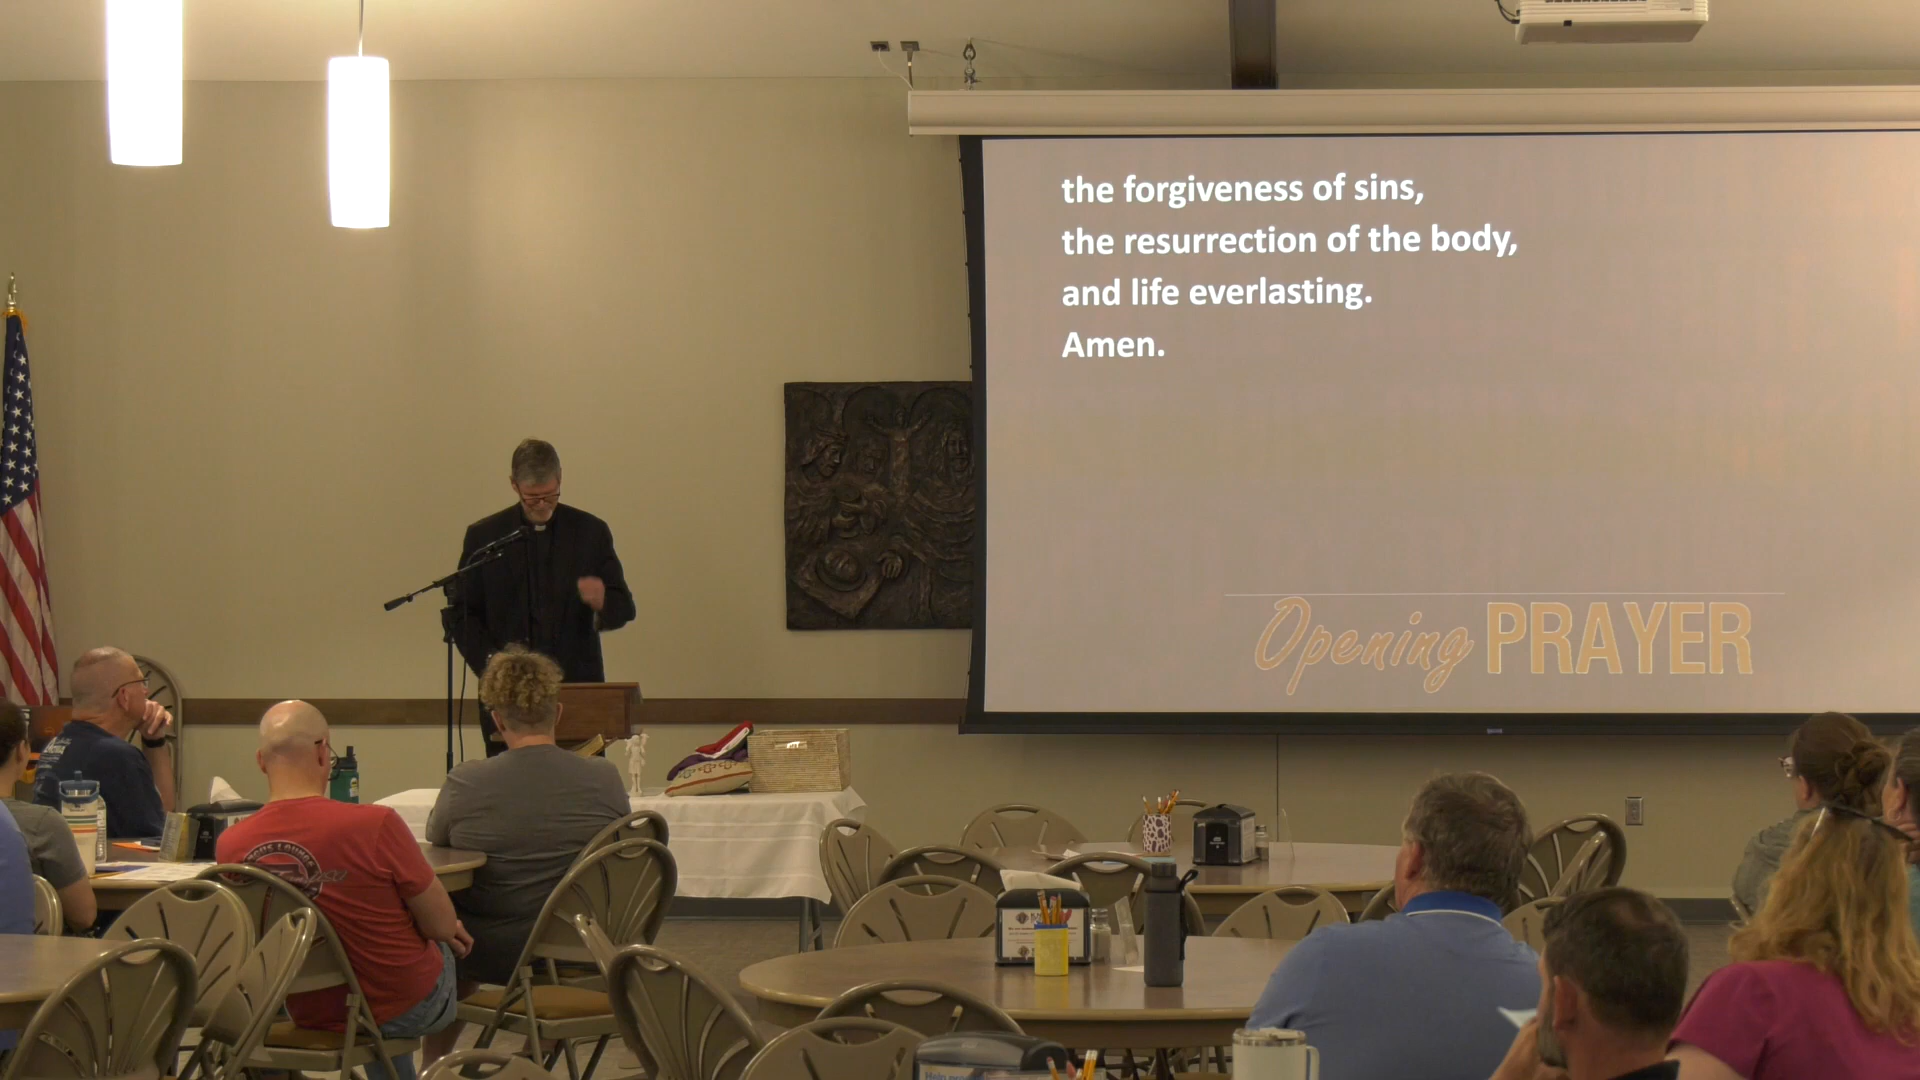 the forgiveness of sins,
the resurrection of the body,
and life everlasting.
Amen.
Opening PRAYER